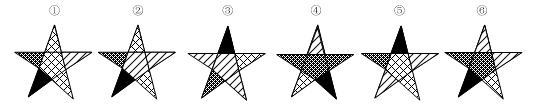 ① ② ③ ④ ⑤ ⑥